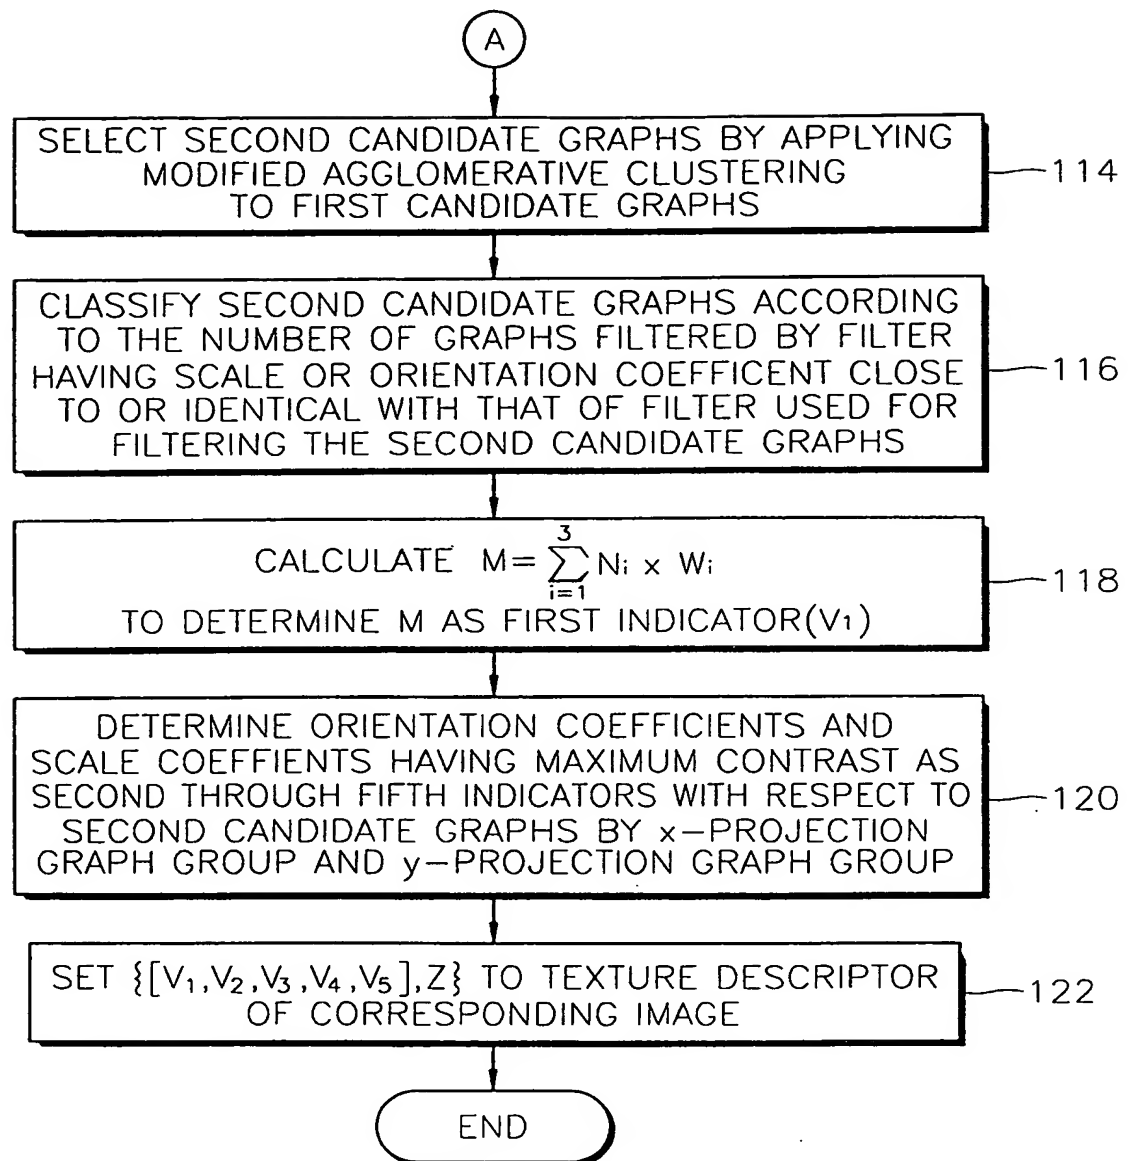 A
SELECT SECOND CANDIDATE GRAPHS BY APPLYING
MODIFIED AGGLOMERATIVE CLUSTERING
TO FIRST CANDIDATE GRAPHS
114
CLASSIFY SECOND CANDIDATE GRAPHS ACCORDING
TO THE NUMBER OF GRAPHS FILTERED BY FILTER
HAVING SCALE OR ORIENTATION COEFFICENT CLOSE
TO OR IDENTICAL WITH THAT OF FILTER USED FOR
FILTERING THE SECOND CANDIDATE GRAPHS
116
CALCULATE M=∑_{i=1}^{3} Ni x Wi
TO DETERMINE M AS FIRST INDICATOR(V1)
118
DETERMINE ORIENTATION COEFFICIENTS AND
SCALE COEFFIENTS HAVING MAXIMUM CONTRAST AS
SECOND THROUGH FIFTH INDICATORS WITH RESPECT TO
SECOND CANDIDATE GRAPHS BY x-PROJECTION
GRAPH GROUP AND y-PROJECTION GRAPH GROUP
120
SET {[V1,V2,V3,V4,V5],Z} TO TEXTURE DESCRIPTOR
OF CORRESPONDING IMAGE
122
END